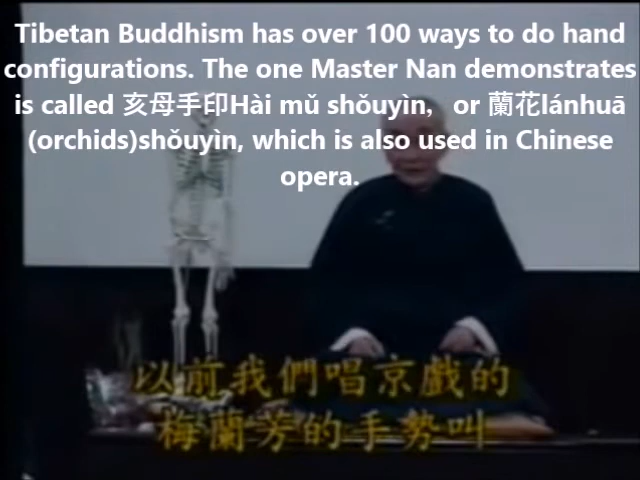 Tibetan Buddhism has over 100 ways to do hand
configurations. The one Master Nan demonstrates
is called 亥母手印Hài mǔ shǒuyìn,  or 蘭花lánhuā
(orchids)shǒuyìn, which is also used in Chinese
opera.
以前我們唱京戲的
梅蘭芳的手勢叫